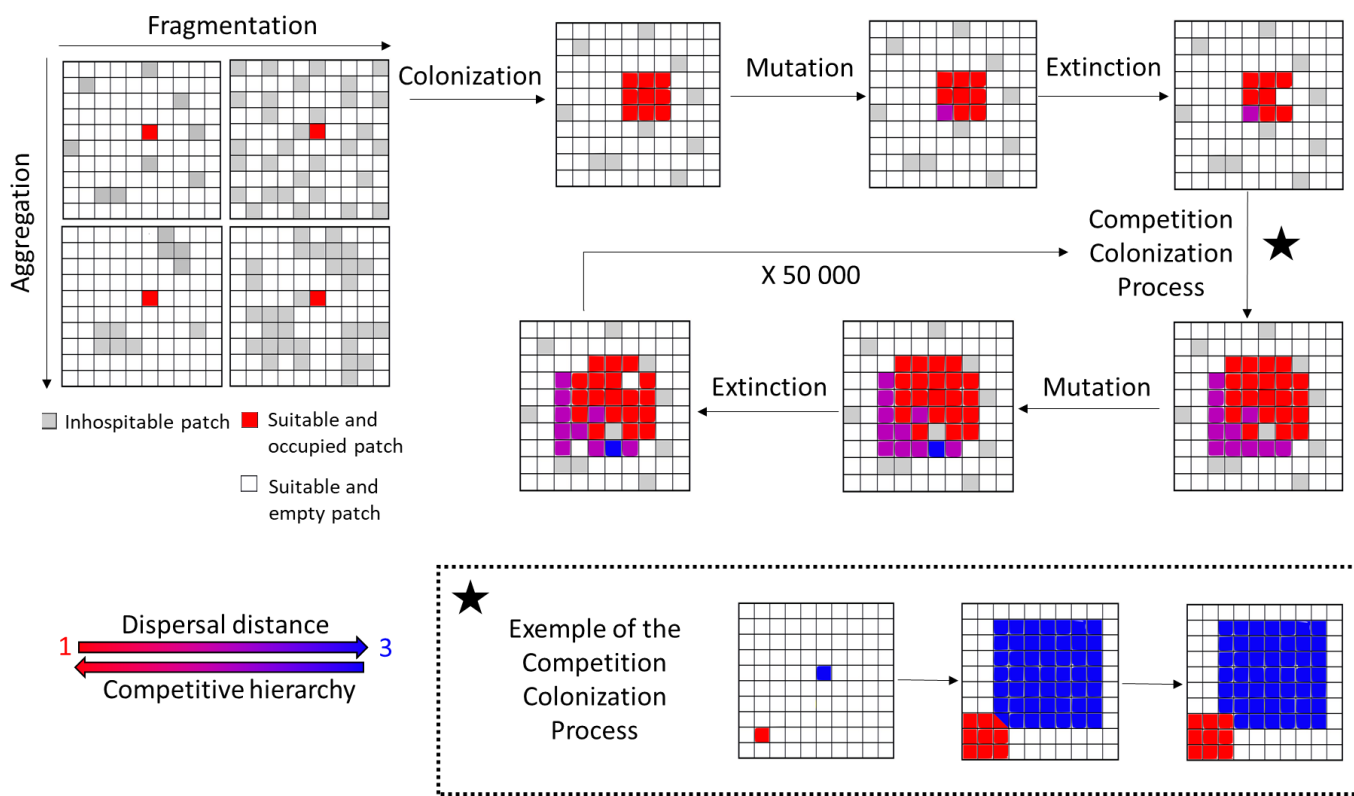 Fragmentation
Aggregation
Colonization
Mutation
Extinction
Competition
Colonization
Process
X 50 000
Extinction
Mutation
Inhospitable patch
Suitable and
occupied patch
Suitable and
empty patch
Dispersal distance
1
3
Competitive hierarchy
Exemple of the
Competition
Colonization
Process